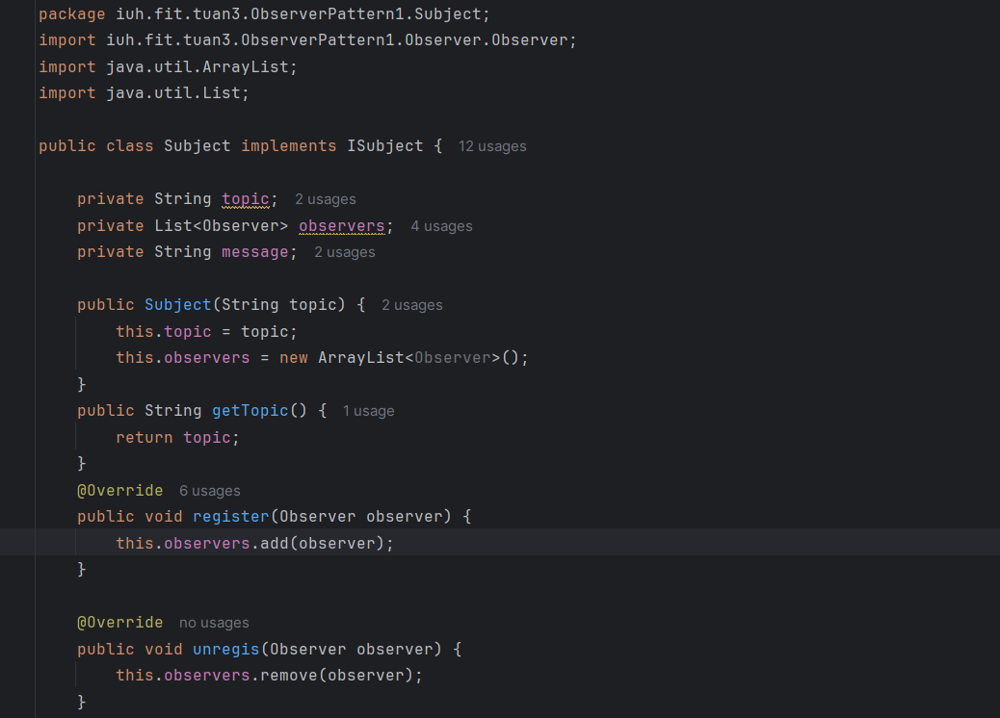 package iuh.fit.tuan3.ObserverPattern1.Subject;
import iuh.fit.tuan3.ObserverPattern1.Observer.Observer;
import java.util.ArrayList;
import java.util.List;
public class Subject implements ISubject { 12 usages
private String topic; 2 usages
private List<Observer> observers; 4 usages
private String message; 2 usages
public Subject(String topic) { 2 usages
this.topic = topic;
this.observers = new ArrayList<Observer>();
}
public String getTopic() { 1 usage
return topic;
}
@Override 6 usages
public void register(Observer observer) {
this.observers.add(observer);
}
@Override no usages
public void unregis(Observer observer) {
this.observers.remove(observer);
}